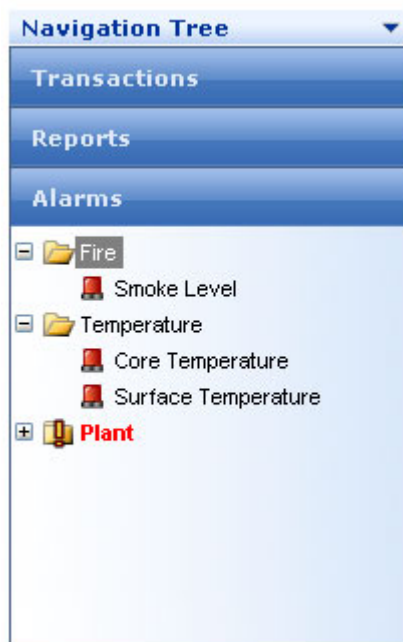 Navigation Tree
Transactions
Reports
Alarms
Fire
Smoke Level
Temperature
Core Temperature
Surface Temperature
Plant